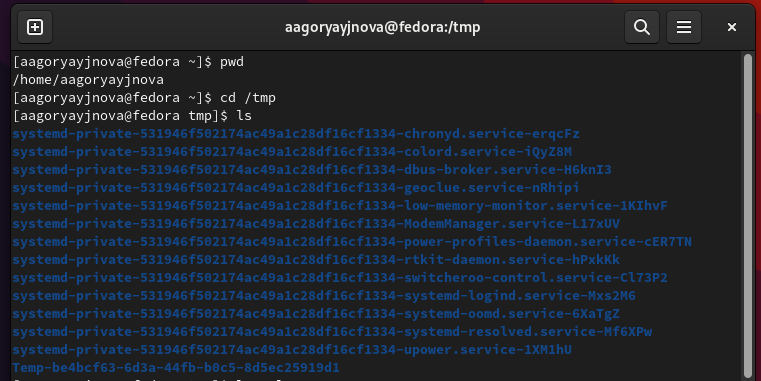 aagoryayjnova@fedora:/tmp
[aagoryayjnova@fedora ~]$ pwd
/home/aagoryayjnova
[aagoryayjnova@fedora ~]$ cd /tmp
[aagoryayjnova@fedora tmp]$ ls
systemd-private-531946f502174ac49a1c28df16cf1334-chronyd.service-erqcFz
systemd-private-531946f502174ac49a1c28df16cf1334-colord.service-iQyZ8M
systemd-private-531946f502174ac49a1c28df16cf1334-dbus-broker.service-H6knI3
systemd-private-531946f502174ac49a1c28df16cf1334-geoclue.service-nRhipi
systemd-private-531946f502174ac49a1c28df16cf1334-low-memory-monitor.service-1KIhvF
systemd-private-531946f502174ac49a1c28df16cf1334-ModemManager.service-L17xUV
systemd-private-531946f502174ac49a1c28df16cf1334-power-profiles-daemon.service-cER7TN
systemd-private-531946f502174ac49a1c28df16cf1334-rtkit-daemon.service-hPxkKk
systemd-private-531946f502174ac49a1c28df16cf1334-switcheroo-control.service-Cl73P2
systemd-private-531946f502174ac49a1c28df16cf1334-systemd-logind.service-Mxs2M6
systemd-private-531946f502174ac49a1c28df16cf1334-systemd-oomd.service-6XaTgZ
systemd-private-531946f502174ac49a1c28df16cf1334-systemd-resolved.service-Mf6XPw
systemd-private-531946f502174ac49a1c28df16cf1334-upower.service-1XM1hU
Temp-be4bcf63-6d3a-44fb-b0c5-8d5ec25919d1